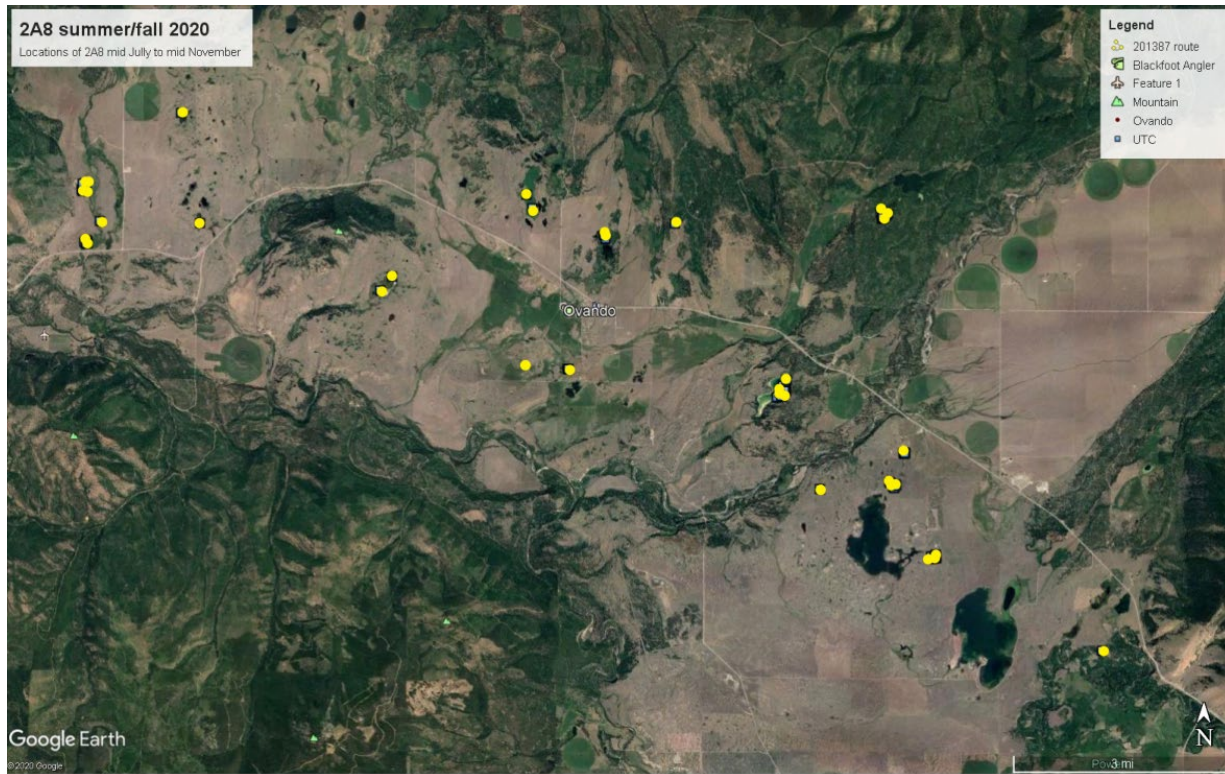 2A8 summer/fall 2020
Locations of 2A8 mid Jully to mid November
Legend
201387 route
Blackfoot Angler
Feature 1
Mountain
Ovando
UTC
Ovando
Google Earth
© 2020 Google
N
3 mi